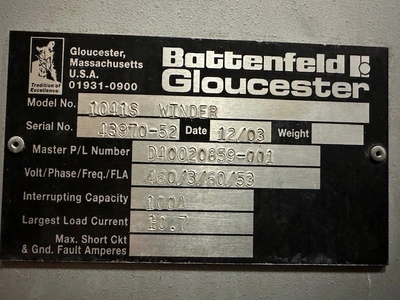 Gloucester,
Massachusetts
U.S.A.
01931-0900
Tradition of
Excellence.
Battenfeld
Gloucester
Model No. 1041S WINDER
Serial No. 43970-52 Date 12/03 Weight
Master P/L Number D40020859-001
Volt/Phase/Freq./FLA 460/3/60/53
Interrupting Capacity 100A
Largest Load Current 10.7
Max. Short Ckt
& Gnd. Fault Amperes